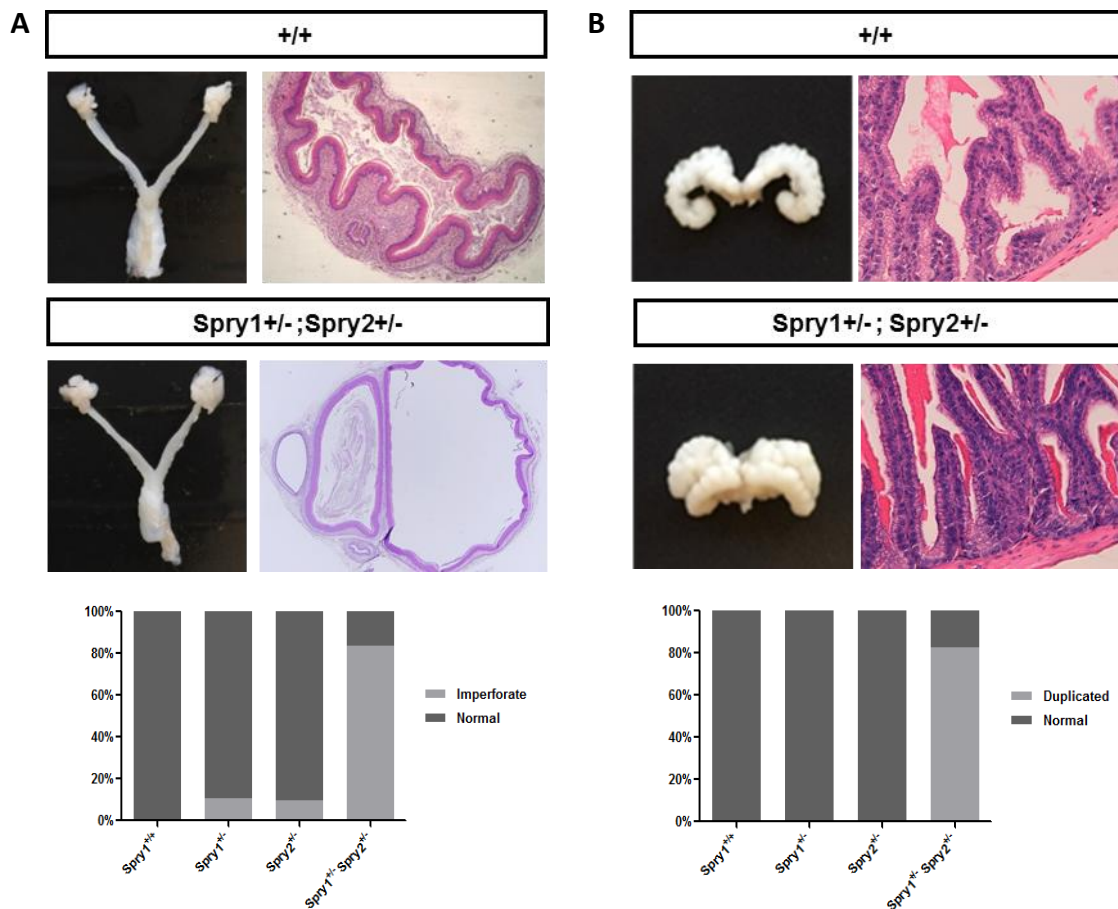 A
+/+
Spry1+/- ;Spry2+/-
100%
80%
60%
40%
20%
0%
Imperforate
Normal
Spry1+/+
Spry1+/-
Spry2+/-
Spry1+/- Spry2+/-
B
+/+
Spry1+/- ; Spry2+/-
100%
80%
60%
40%
20%
0%
Duplicated
Normal
Spry1+/+
Spry1+/-
Spry2+/-
Spry1+/- Spry2+/-